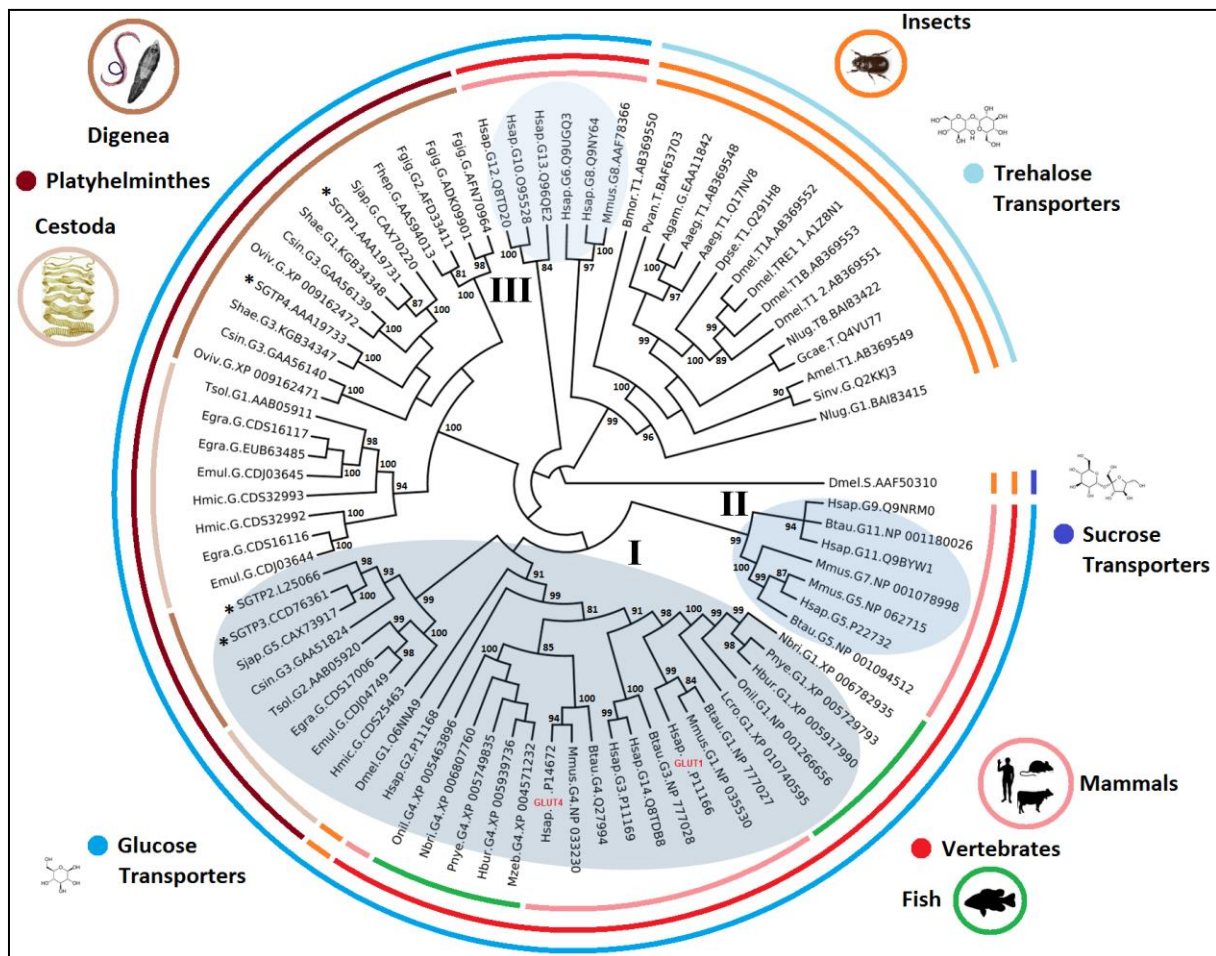 Digenea
Platyhelminthes
Cestoda
Insects
Trehalose
Transporters
Sucrose
Transporters
Mammals
Vertebrates
Fish
Glucose
Transporters
I
II
III
Hsap.G12.Q8TD20
Hsap.G10.O95528
Hsap.G13.Q96QE2
Hsap.G6.Q9UGQ3
Hsap.G8.Q9NY64
Mmus.G8.AAF78366
Bmor.T1.AB369550
Pvan.T.BAF63703
Agam.G.EAA11842
Aaeg.T1.AB369548
Aaeg.T1.Q17NV8
Dpse.T1.Q291H8
Dmel.T1A.AB369552
Dmel.TRE1 1.A1Z8N1
Dmel.T1B.AB369553
Dmel.T1 2.AB369551
Nlug.T8.BAI83422
Gcae.T.Q4VU77
Amel.T1.AB369549
Sinv.G.Q2KKJ3
Nlug.G1.BAI83415
Dmel.S.AAF50310
Hsap.G9.Q9NRM0
Btau.G11.NP 001180026
Hsap.G11.Q9BYW1
Mmus.G7.NP 001078998
Mmus.G5.NP 062715
Hsap.G5.P22732
Btau.G5.NP 001094512
Nbri.G1.XP 006782935
Pnye.G1.XP 005729793
Hbur.G1.XP 005917990
Onil.G1.NP 001266656
Lcro.G1.XP 010740595
Btau.G1.NP 777027
Mmus.G1.NP 035530
Hsap. GLUT1 .P11166
Btau.G3.NP 777028
Hsap.G14.Q8TDB8
Hsap.G3.P11169
Btau.G4.Q27994
Mmus.G4.NP 033230
Hsap. GLUT4 .P14672
Mzeb.G4.XP 004571232
Hbur.G4.XP 005939736
Pnye.G4.XP 005749835
Nbri.G4.XP 006807760
Onil.G4.XP 005463896
Hsap.G2.P11168
Dmel.G1.Q6NNA9
Hmic.G.CDS25463
Emul.G.CDJ04749
Egra.G.CDS17006
Tsol.G2.AAB05920
Csin.G3.GAA51824
Sjap.G5.CAX73917
* SGTP3.CCD76361
* SGTP2.L25066
Emul.G.CDJ03644
Egra.G.CDS16116
Hmic.G.CDS32992
Hmic.G.CDS32993
Emul.G.CDJ03645
Egra.G.EUB63485
Egra.G.CDS16117
Tsol.G1.AAB05911
Oviv.G.XP 009162471
Csin.G3.GAA56140
Shae.G3.KGB34347
* SGTP4.AAA19733
Oviv.G.XP 009162472
Csin.G3.GAA56139
Shae.G1.KGB34348
* SGTP1.AAA19731
Sjap.G.CAX70220
Fhep.G.AAS94013
Fgig.G2.AFD33411
Fgig.G.ADK09901
Fgig.G.AFN70964